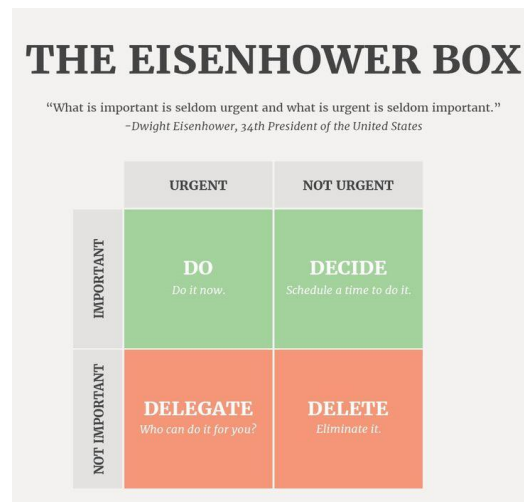 THE EISENHOWER BOX
“What is important is seldom urgent and what is urgent is seldom important.”
-Dwight Eisenhower, 34th President of the United States
URGENT
NOT URGENT
IMPORTANT
DO
Do it now.
DECIDE
Schedule a time to do it.
NOT IMPORTANT
DELEGATE
Who can do it for you?
DELETE
Eliminate it.